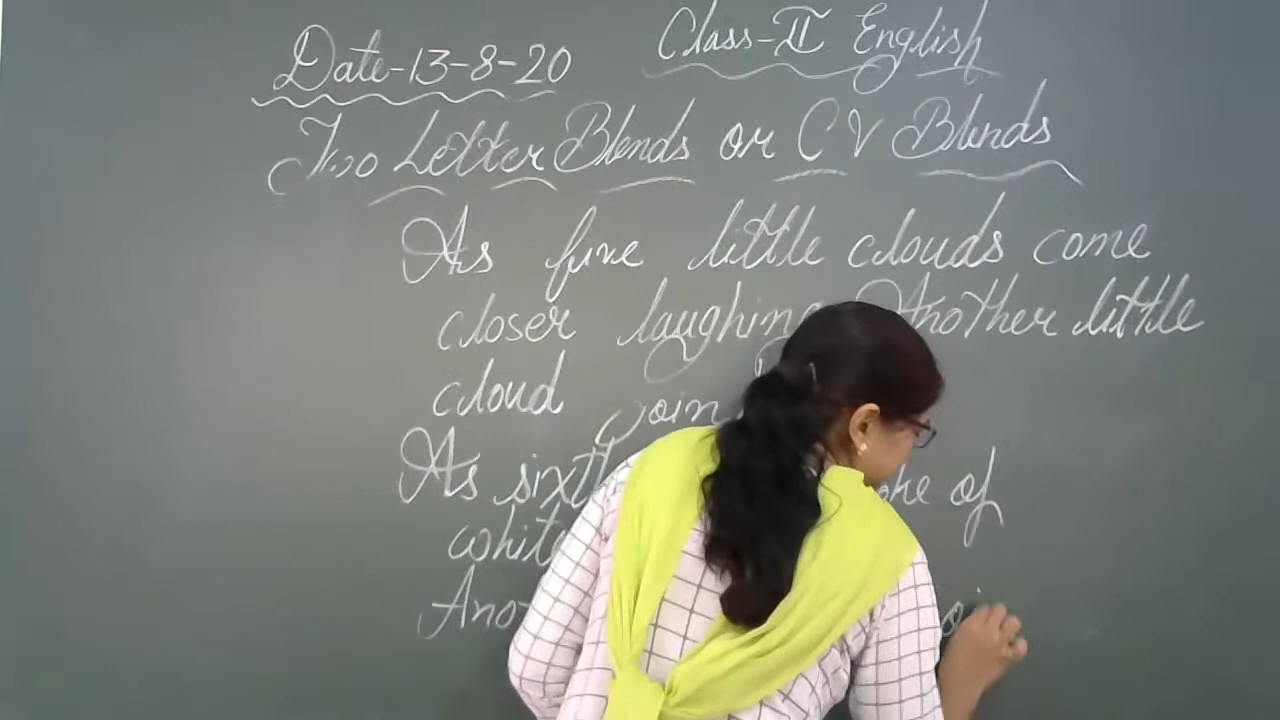 Date-13-8-20
Class-II English
Two Letter Blends or CV Blends
As five little clouds come
closer laughing Another little
cloud join
As sixth of
white